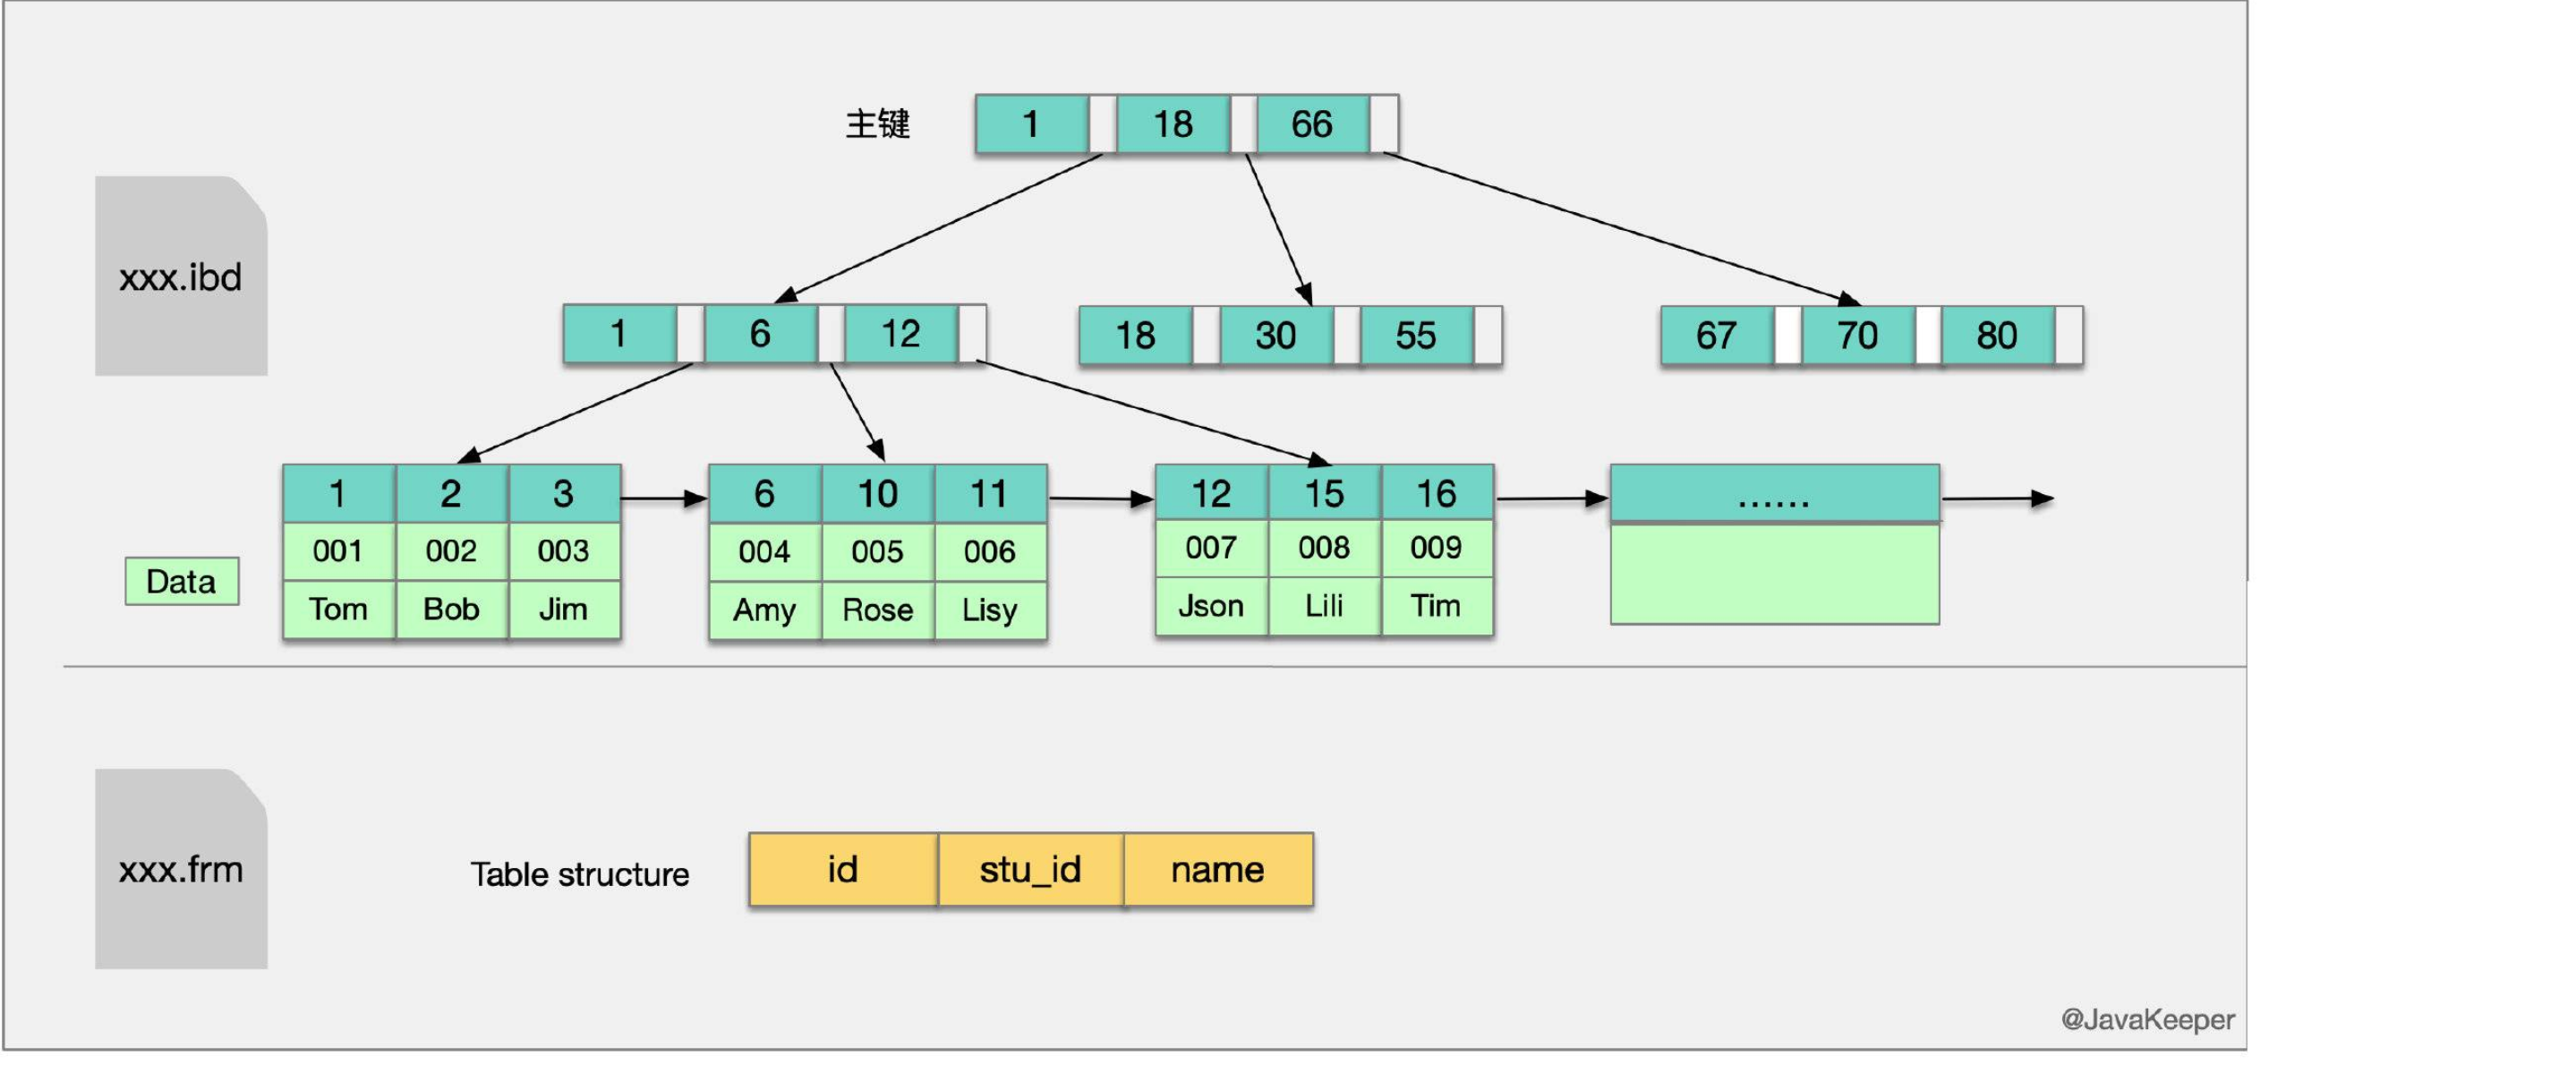 主键 1 18 66
xxx.ibd
1 6 12 18 30 55 67 70 80
1 2 3 6 10 11 12 15 16 ......
001 002 003 004 005 006 007 008 009
Data
Tom Bob Jim Amy Rose Lisy Json Lili Tim
xxx.frm
Table structure id stu_id name
@JavaKeeper